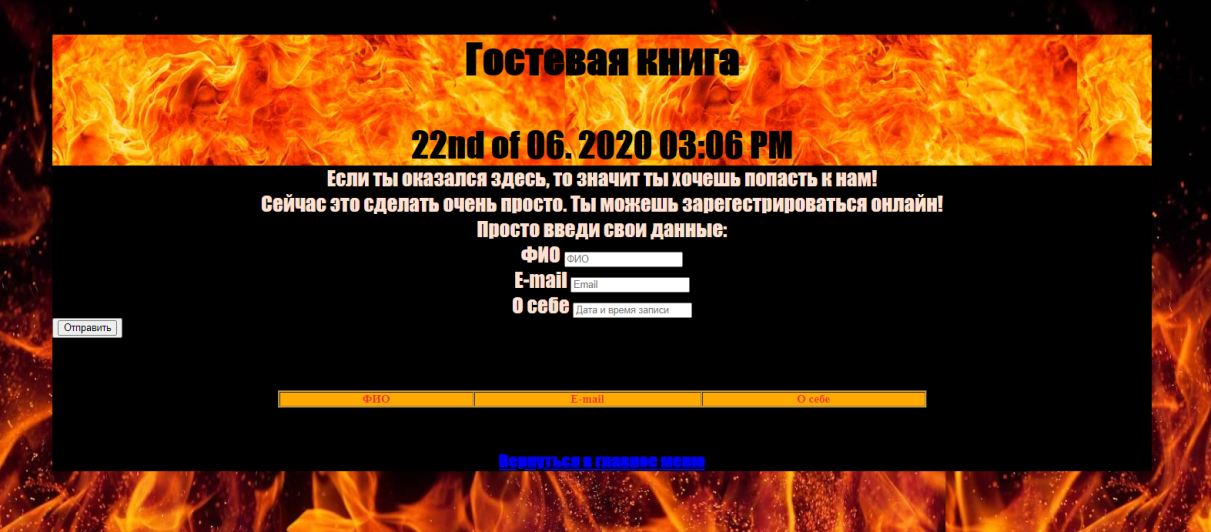 Гостевая книга
22nd of 06. 2020 03:06 PM
Если ты оказался здесь, то значит ты хочешь попасть к нам!
Сейчас это сделать очень просто. Ты можешь зарегестрироваться онлайн!
Просто введи свои данные:
ФИО ФИО
E-mail Email
О себе Дата и время записи
Отправить
ФИО E-mail О себе
Вернуться в главное меню